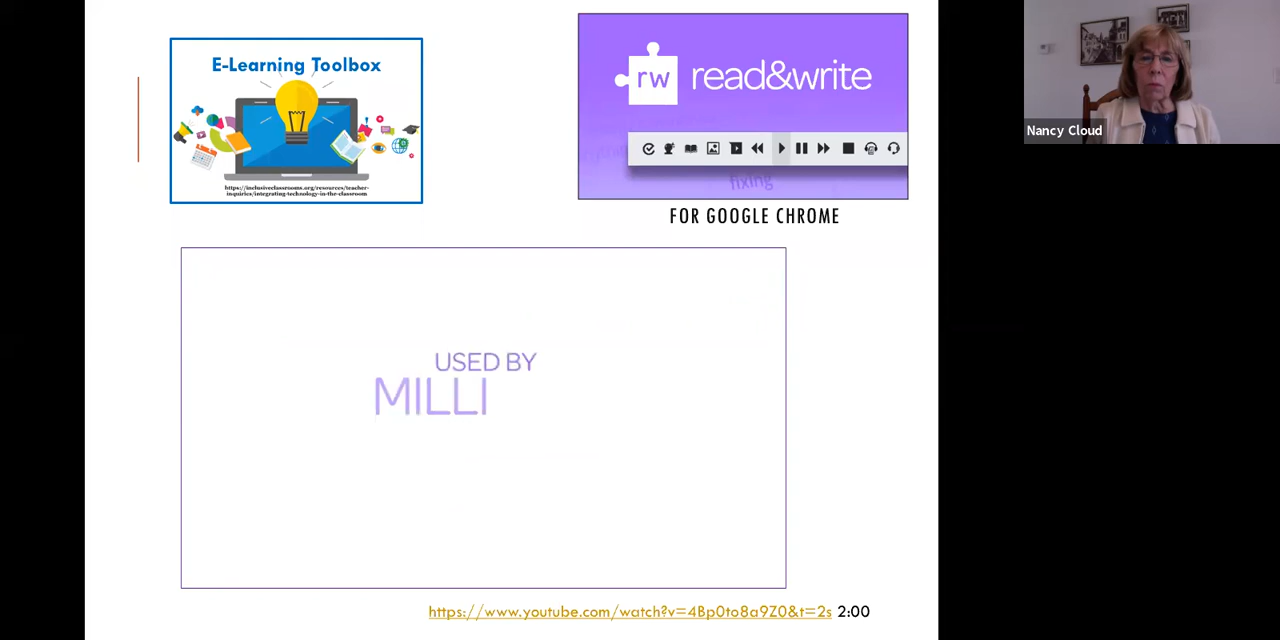 E-Learning Toolbox
https://inclusiveclassrooms.org/resources/teacher-
inquiries/integrating-technology-in-the-classroom
rw read&write
fixing
FOR GOOGLE CHROME
USED BY
MILLI
https://www.youtube.com/watch?v=4Bp0to8a9Z0&t=2s 2:00
Nancy Cloud